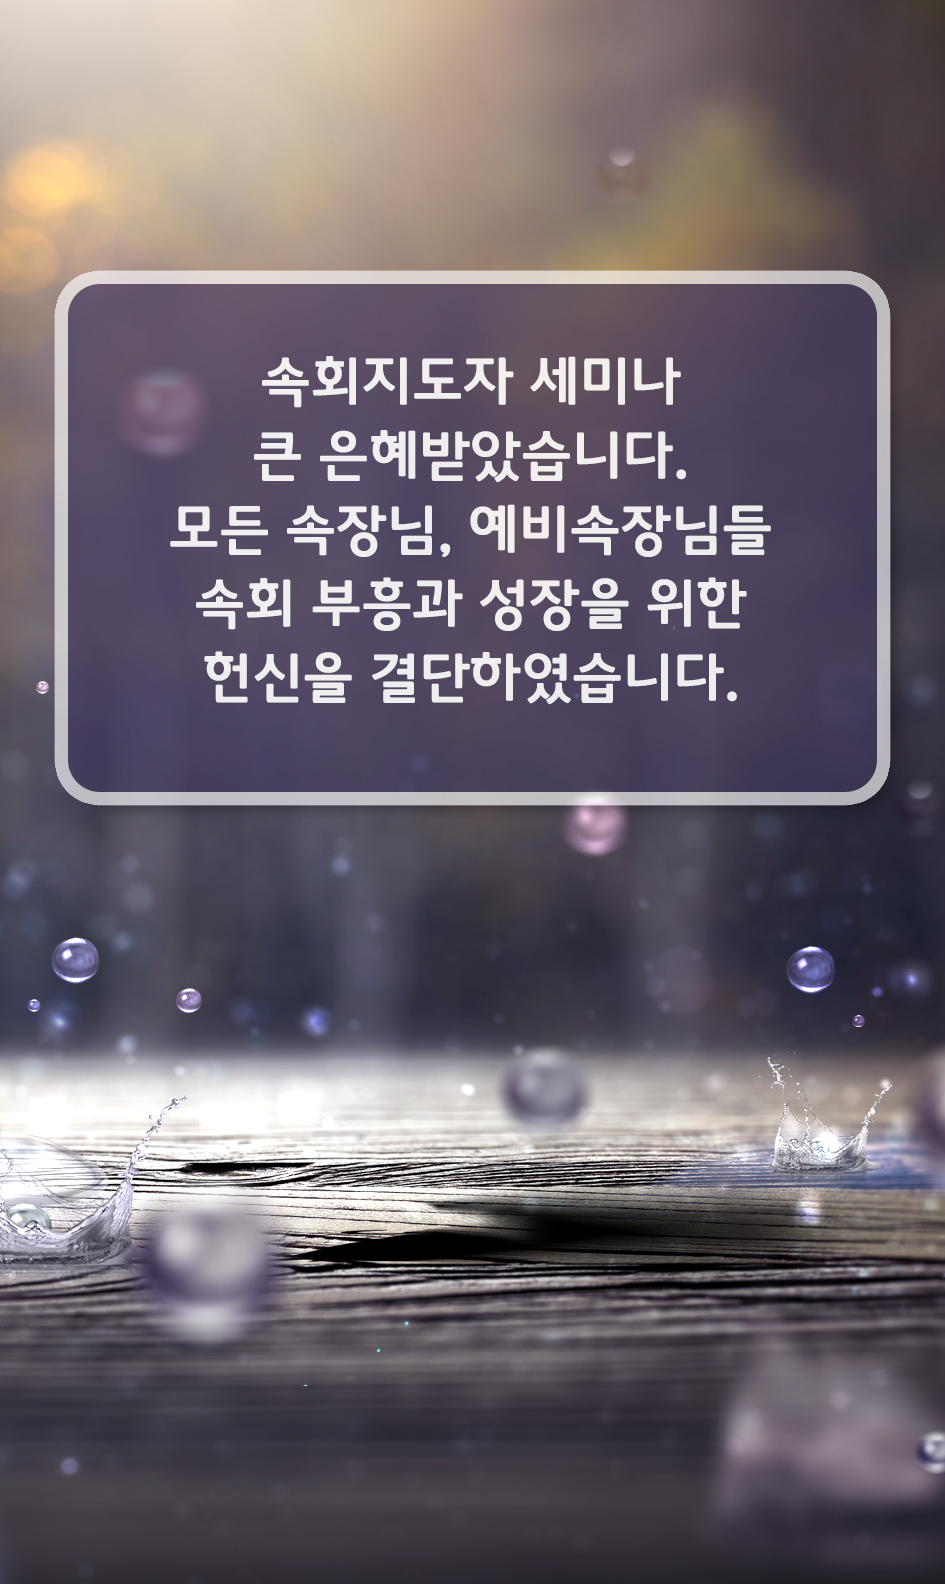 속회지도자 세미나
큰 은혜받았습니다.
모든 속장님, 예비속장님들
속회 부흥과 성장을 위한
헌신을 결단하였습니다.